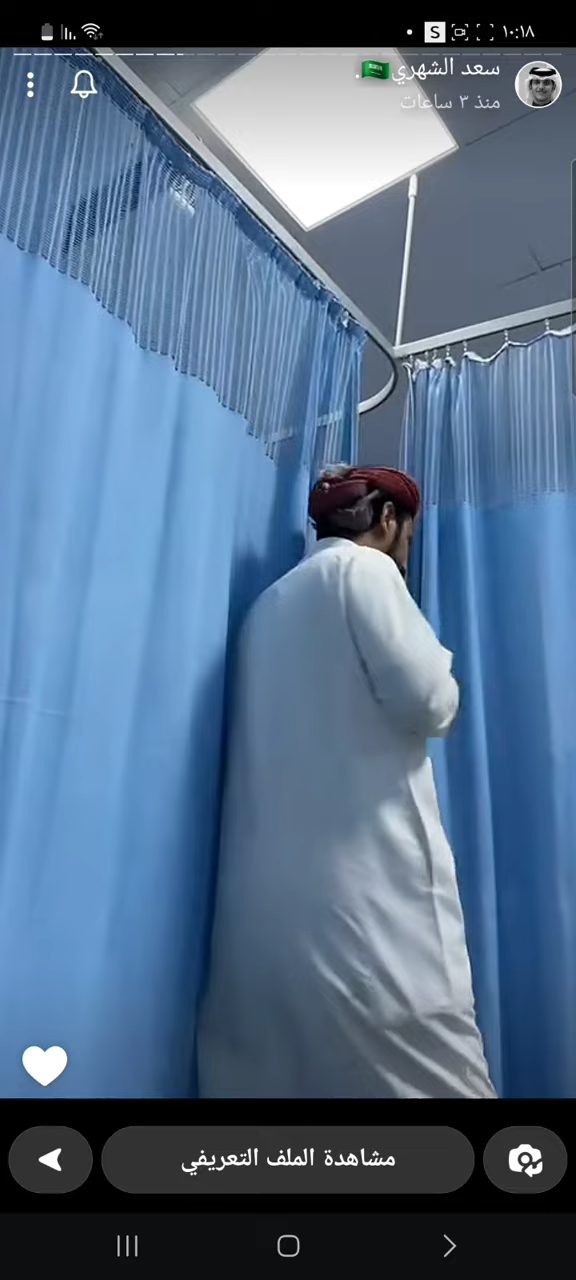 ١٠:١٨
S
سعد الشهري🇸🇦.
منذ ٣ ساعات
مشاهدة الملف التعريفي